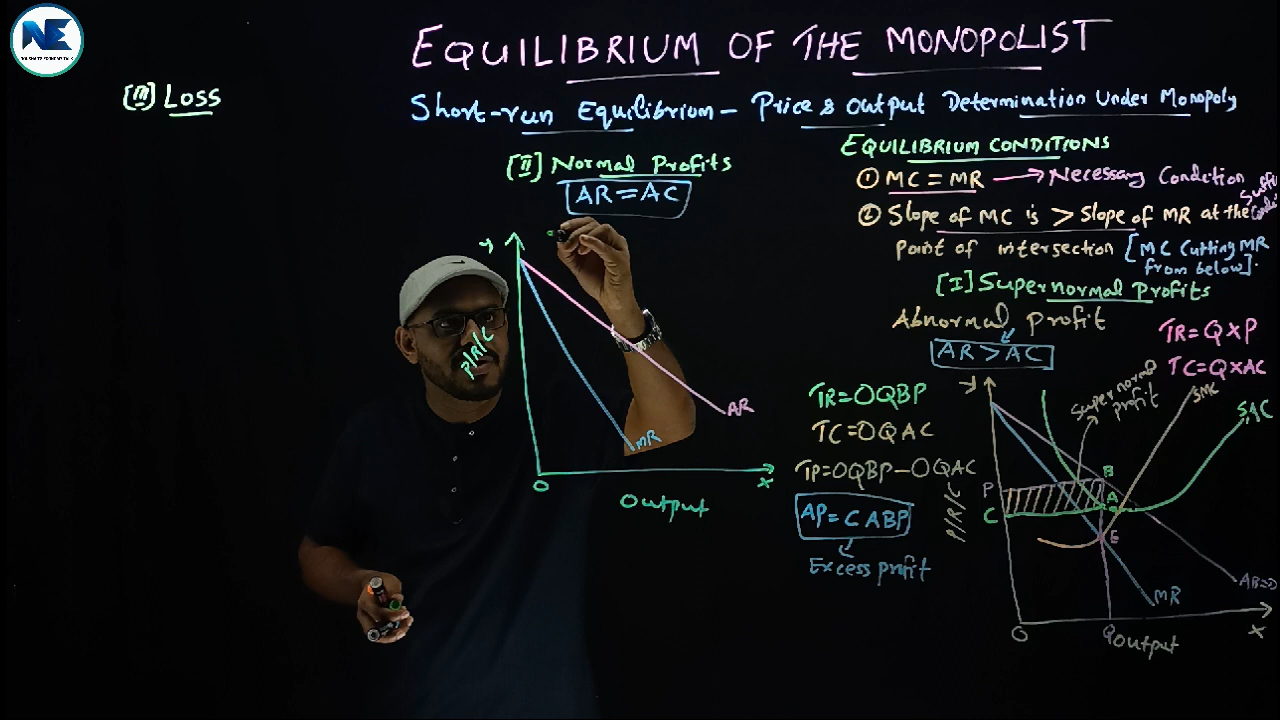 NE
EQUILIBRIUM OF THE MONOPOLIST
Short-run Equilibrium - Price & output Determination Under Monopoly
[III] Loss
[II] Normal Profits
AR = AC
Y
P/R/C
AR
MR
O
X
Output
EQUILIBRIUM CONDITIONS
① MC = MR → Necessary Condition
② Slope of MC is > Slope of MR at the
Point of intersection [MC Cutting MR
from below].
[I] Supernormal Profits
Abnormal Profit
AR > AC
TR = Q X P
TC = Q X AC
TR = OQBP
TC = OQAC
TP = OQBP - OQAC
AP = CABP
Excess profit
Y
Supernormal
profit
SMC
SAC
P
B
A
C
E
P/R/C
MR
O
Q
Output
X